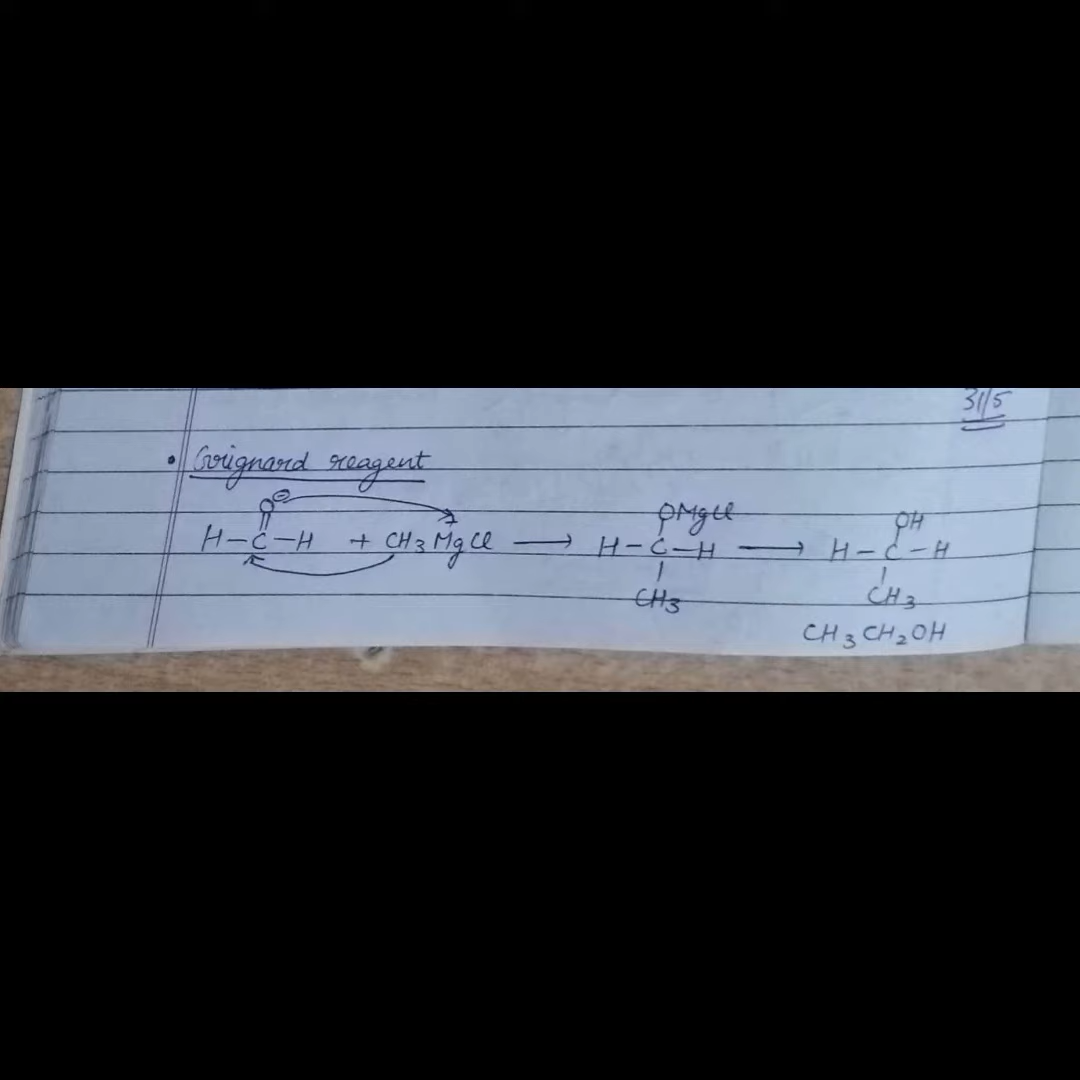 31/5
• Grignard reagent
O⊖
H－C－H + CH₃MgCl ⟶ H－C－H ⟶ H－C－H
OMgCl OH
CH₃ CH₃
CH₃CH₂OH